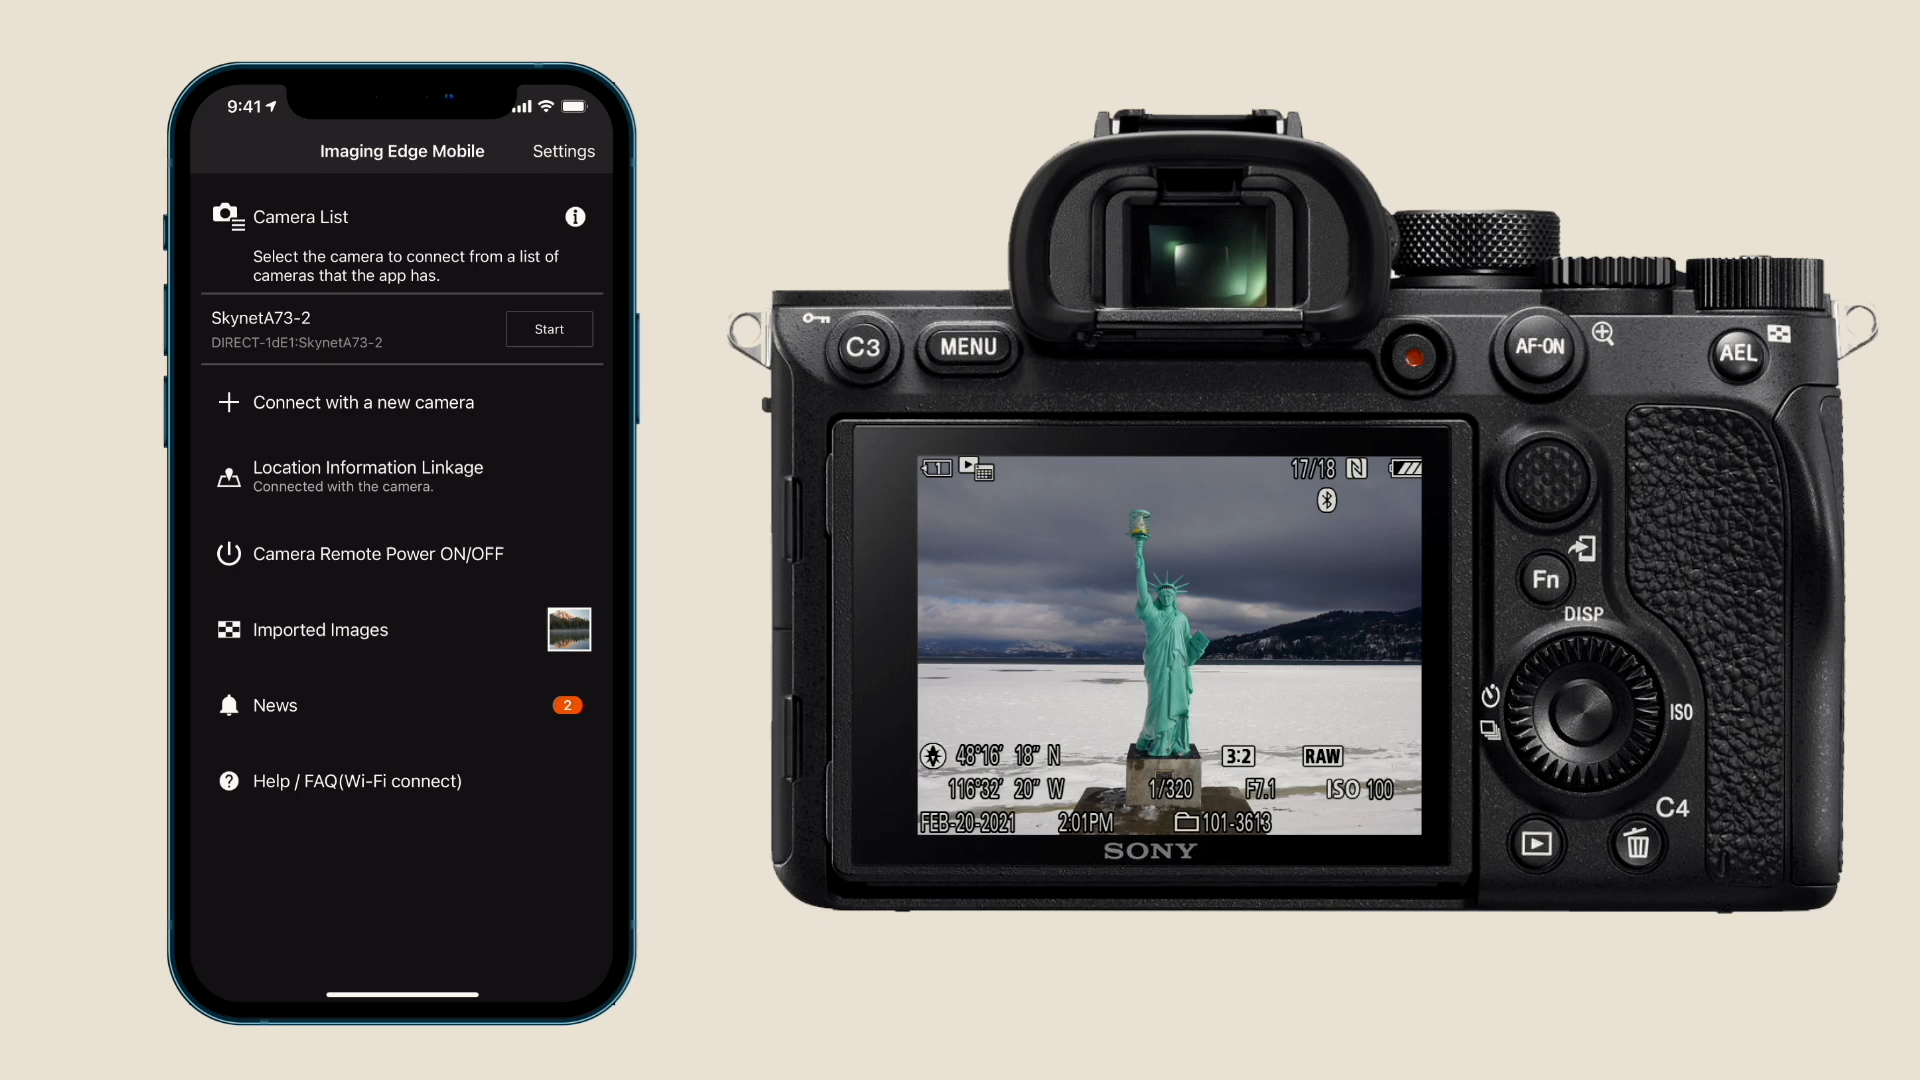 9:41
Imaging Edge Mobile
Settings
Camera List
Select the camera to connect from a list of
cameras that the app has.
SkynetA73-2
DIRECT-1dE1:SkynetA73-2
Start
Connect with a new camera
Location Information Linkage
Connected with the camera.
Camera Remote Power ON/OFF
Imported Images
News
2
Help / FAQ(Wi-Fi connect)
C3
MENU
AF-ON
AEL
1
17/18
Fn
DISP
ISO
48°16' 18" N
3:2
RAW
116°32' 20" W
1/320
F7.1
ISO 100
FEB-20-2021
2:01PM
101-3613
SONY
C4